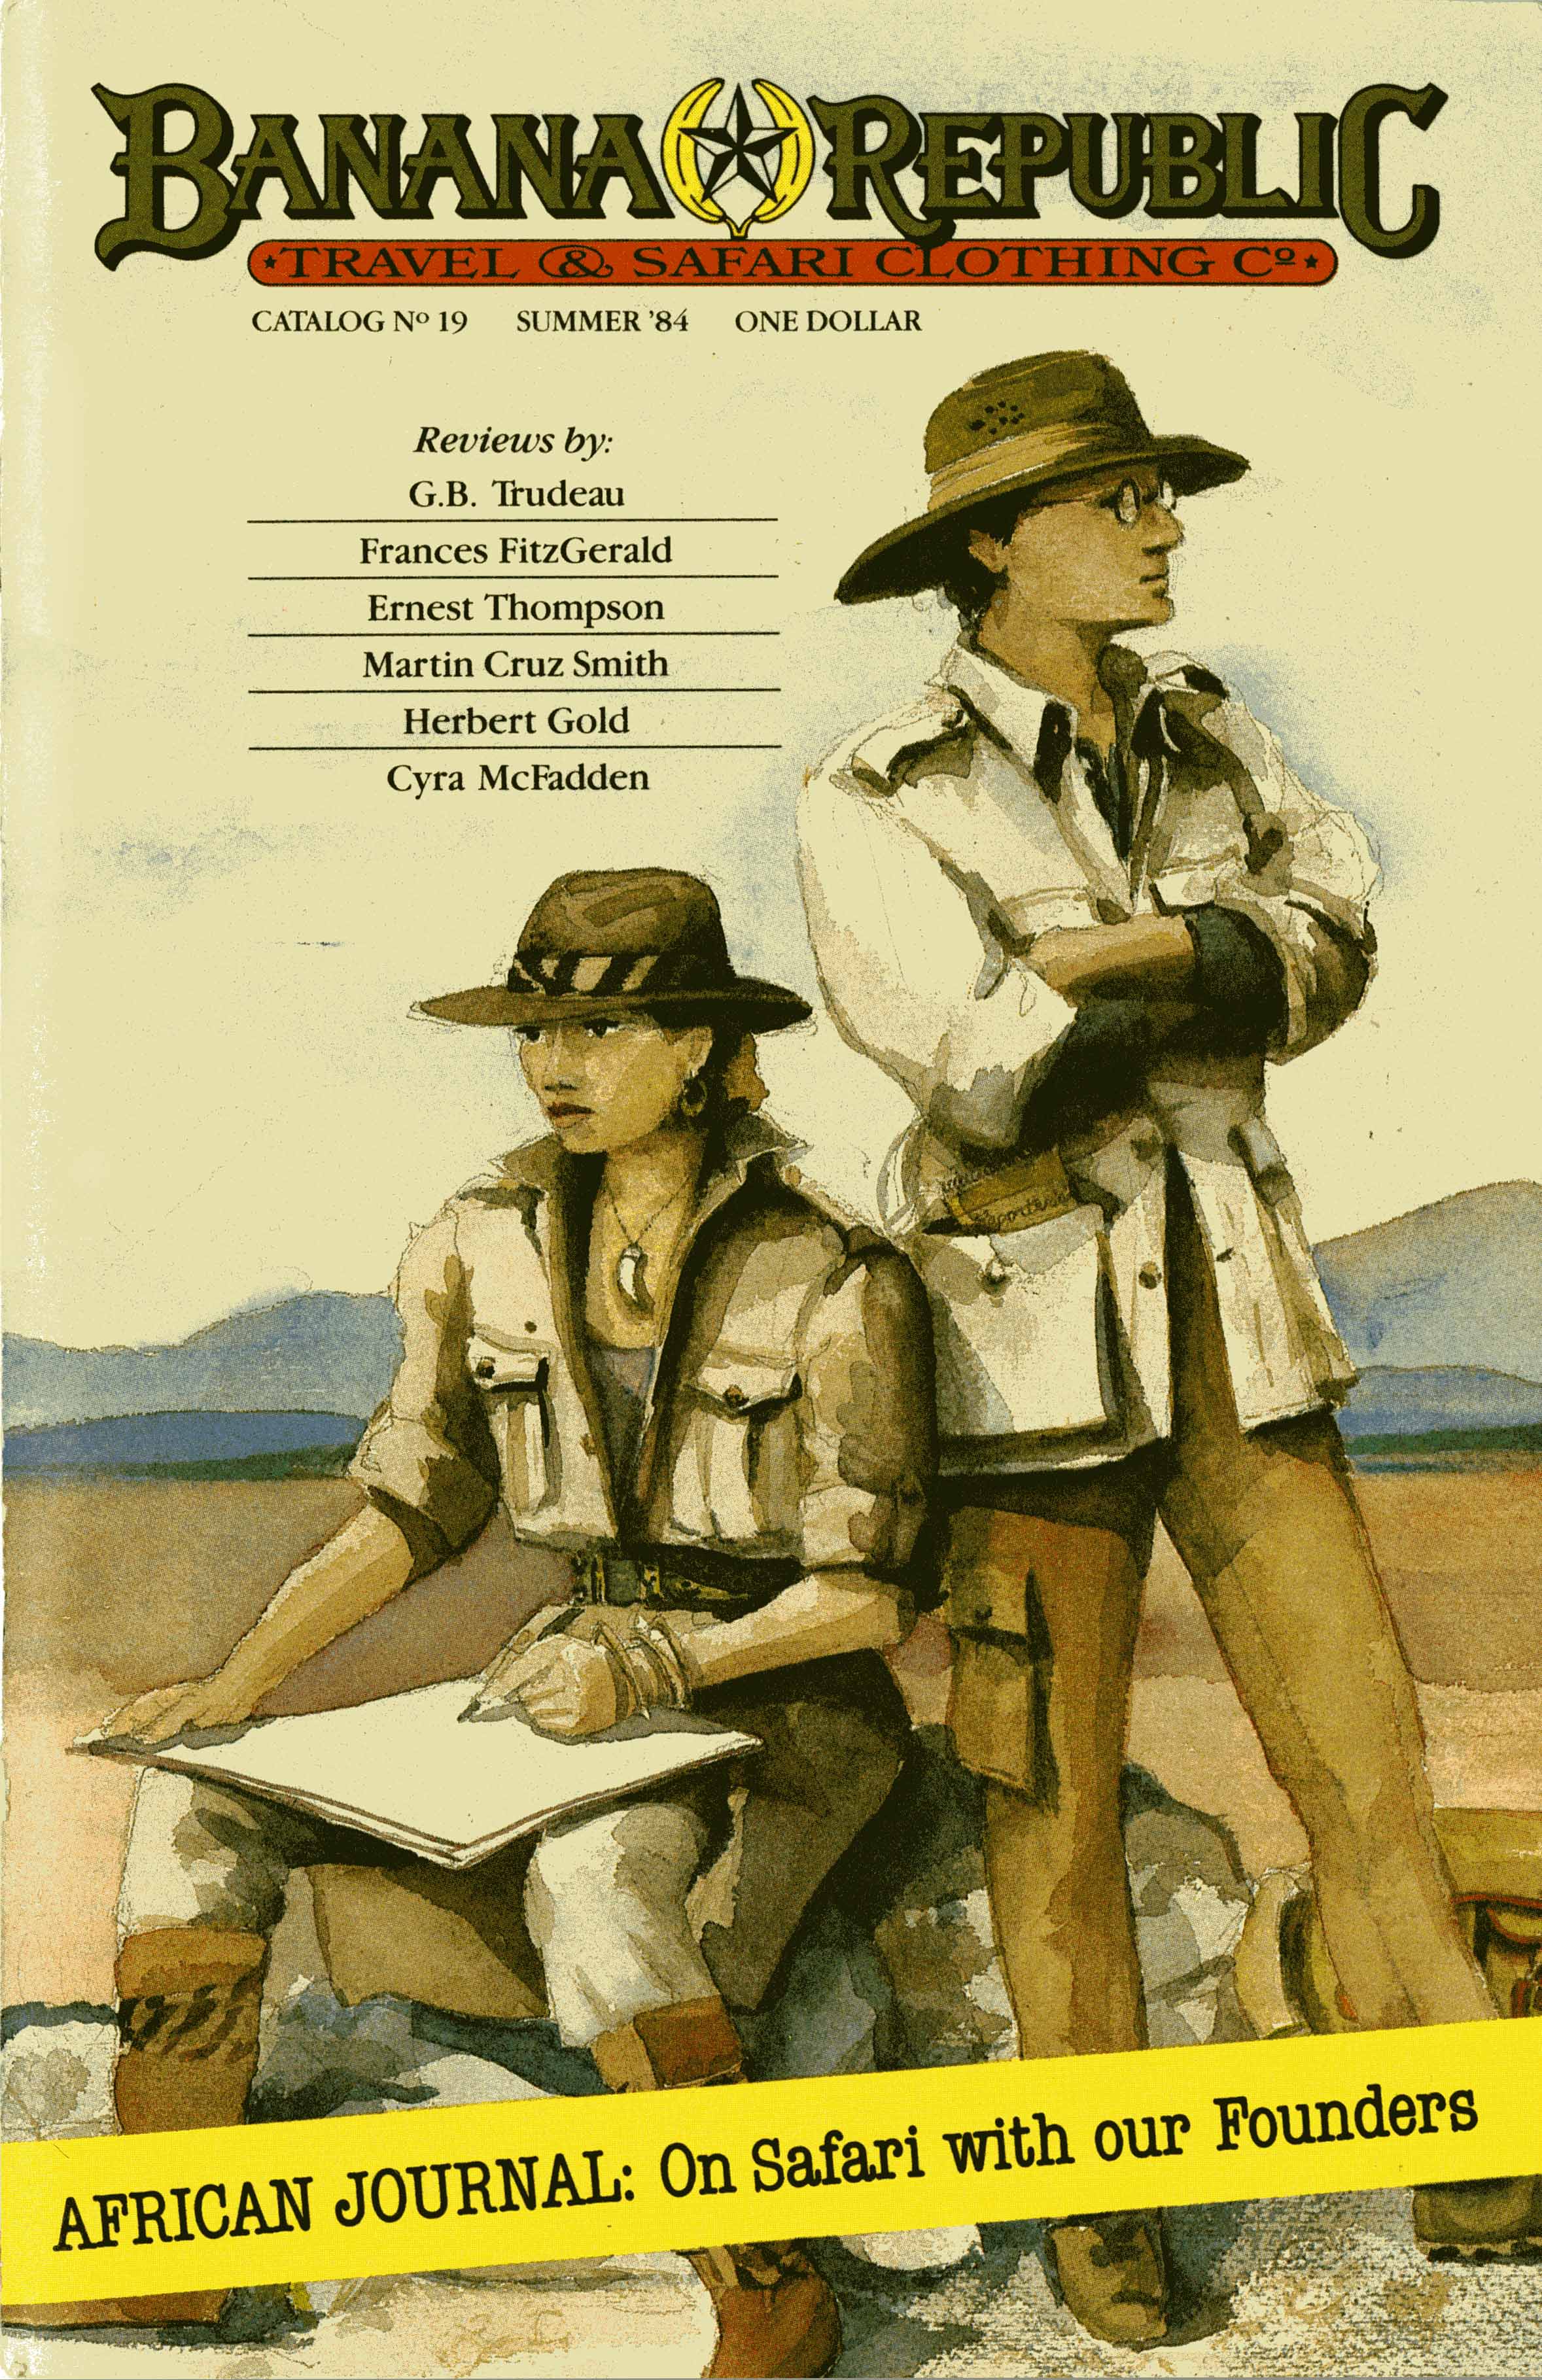 BANANA REPUBLIC
★TRAVEL & SAFARI CLOTHING Cº★
CATALOG Nº 19 SUMMER '84 ONE DOLLAR
Reviews by:
G.B. Trudeau
Frances FitzGerald
Ernest Thompson
Martin Cruz Smith
Herbert Gold
Cyra McFadden
AFRICAN JOURNAL: On Safari with our Founders